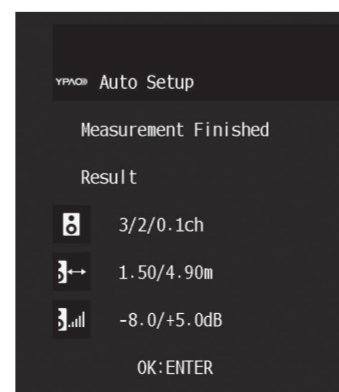 YPAO Auto Setup
Measurement Finished
Result
3/2/0.1ch
1.50/4.90m
-8.0/+5.0dB
OK:ENTER